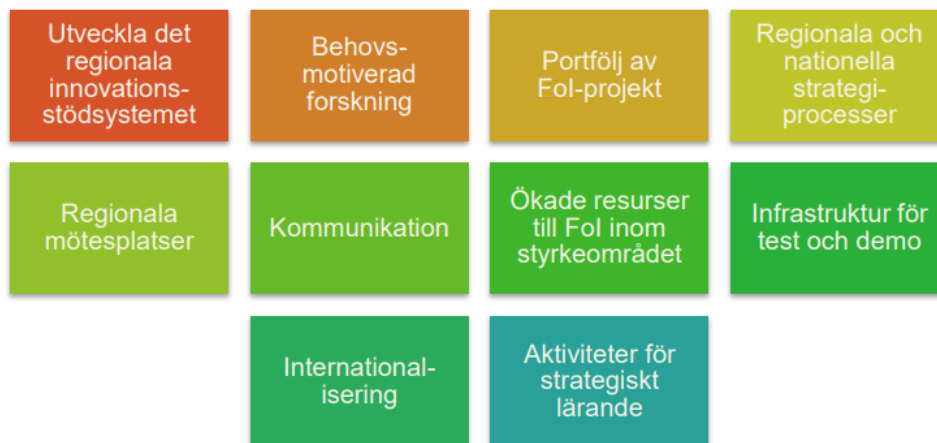 Utveckla det
regionala
innovations-
stödsystemet
Behovs-
motiverad
forskning
Portfölj av
FoI-projekt
Regionala och
nationella
strategi-
processer
Regionala
mötesplatser
Kommunikation
Ökade resurser
till FoI inom
styrkeområdet
Infrastruktur för
test och demo
International-
isering
Aktiviteter för
strategiskt
lärande